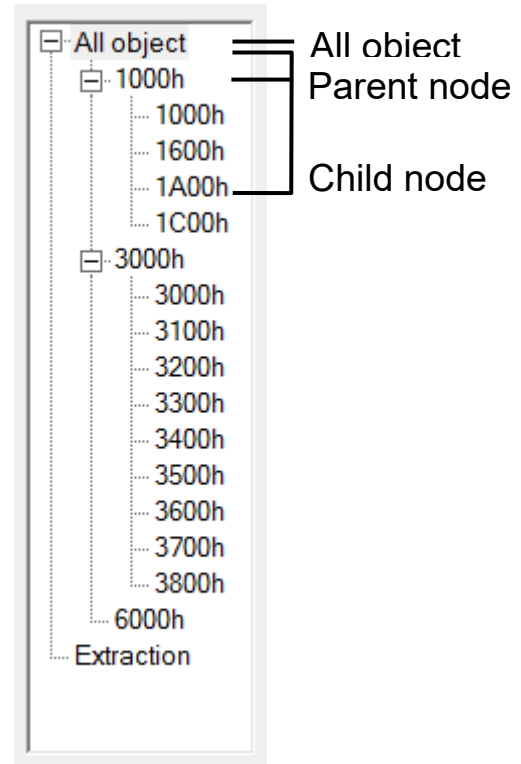 All object
1000h
1000h
1600h
1A00h
1C00h
3000h
3000h
3100h
3200h
3300h
3400h
3500h
3600h
3700h
3800h
6000h
Extraction
All object
Parent node
Child node